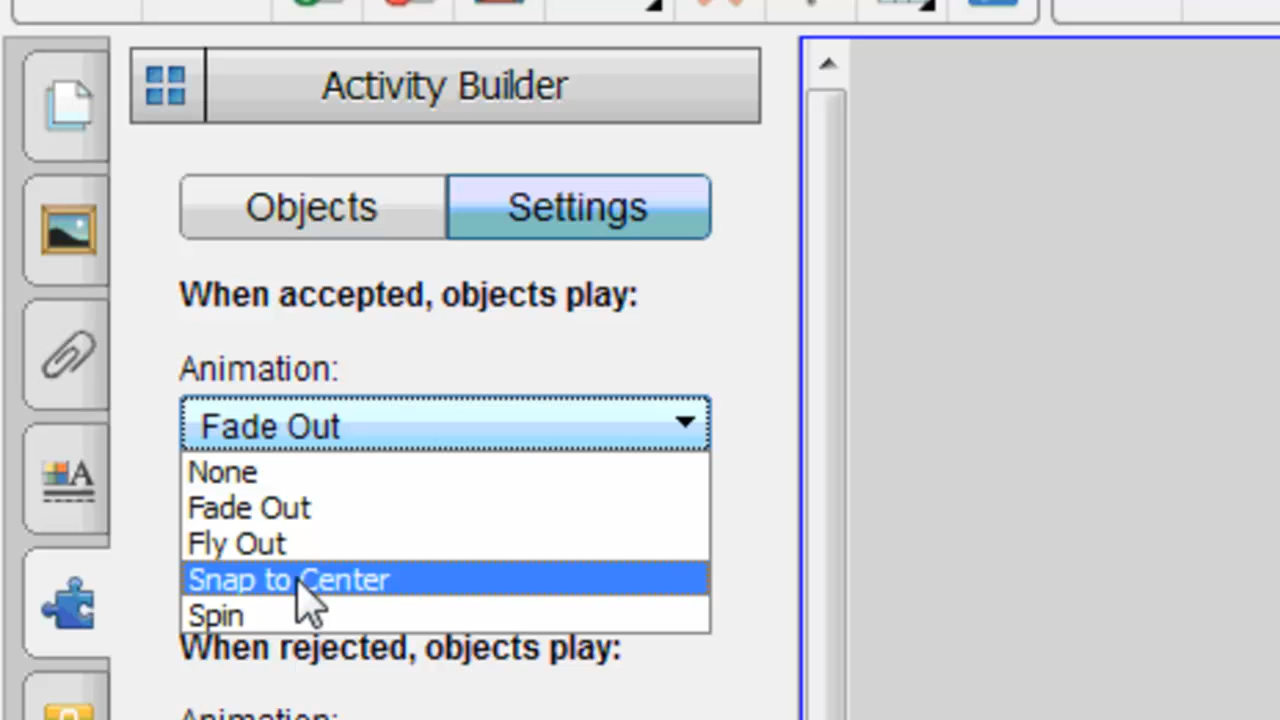 Activity Builder
Objects
Settings
When accepted, objects play:
Animation:
Fade Out
None
Fade Out
Fly Out
Snap to Center
Spin
When rejected, objects play:
Animation: